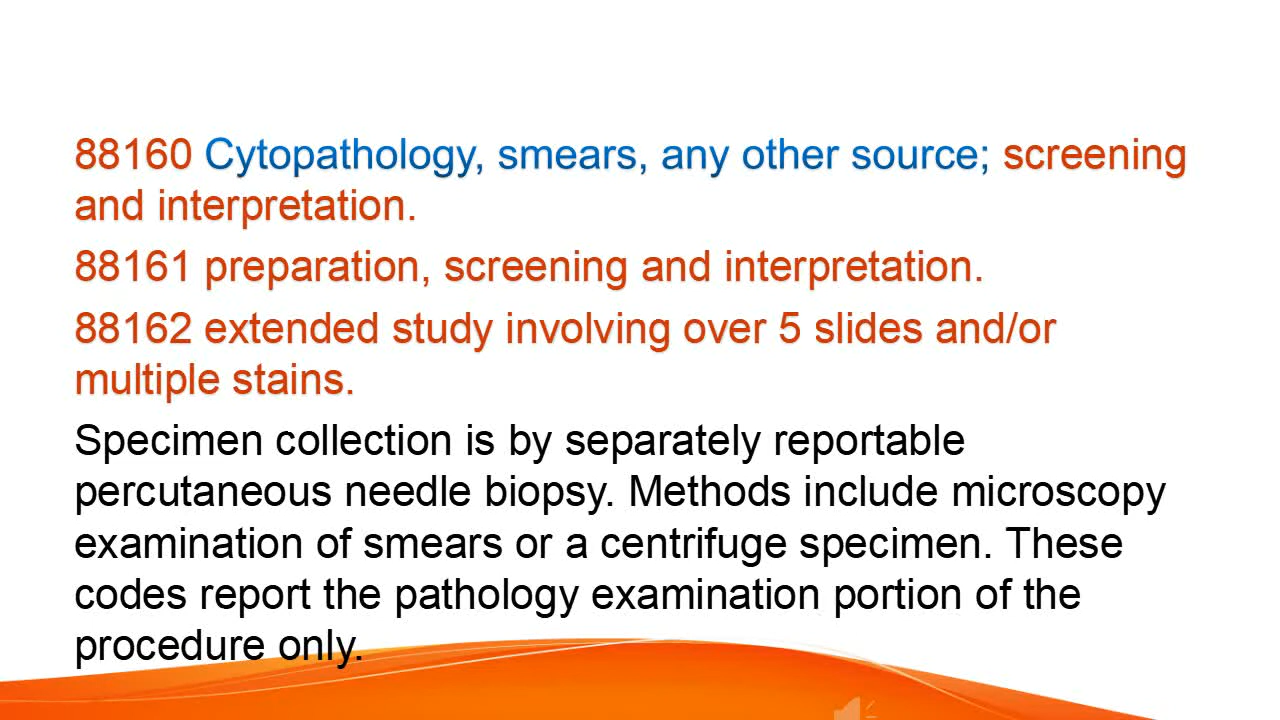 88160 Cytopathology, smears, any other source; screening
and interpretation.
88161 preparation, screening and interpretation.
88162 extended study involving over 5 slides and/or
multiple stains.
Specimen collection is by separately reportable
percutaneous needle biopsy. Methods include microscopy
examination of smears or a centrifuge specimen. These
codes report the pathology examination portion of the
procedure only.